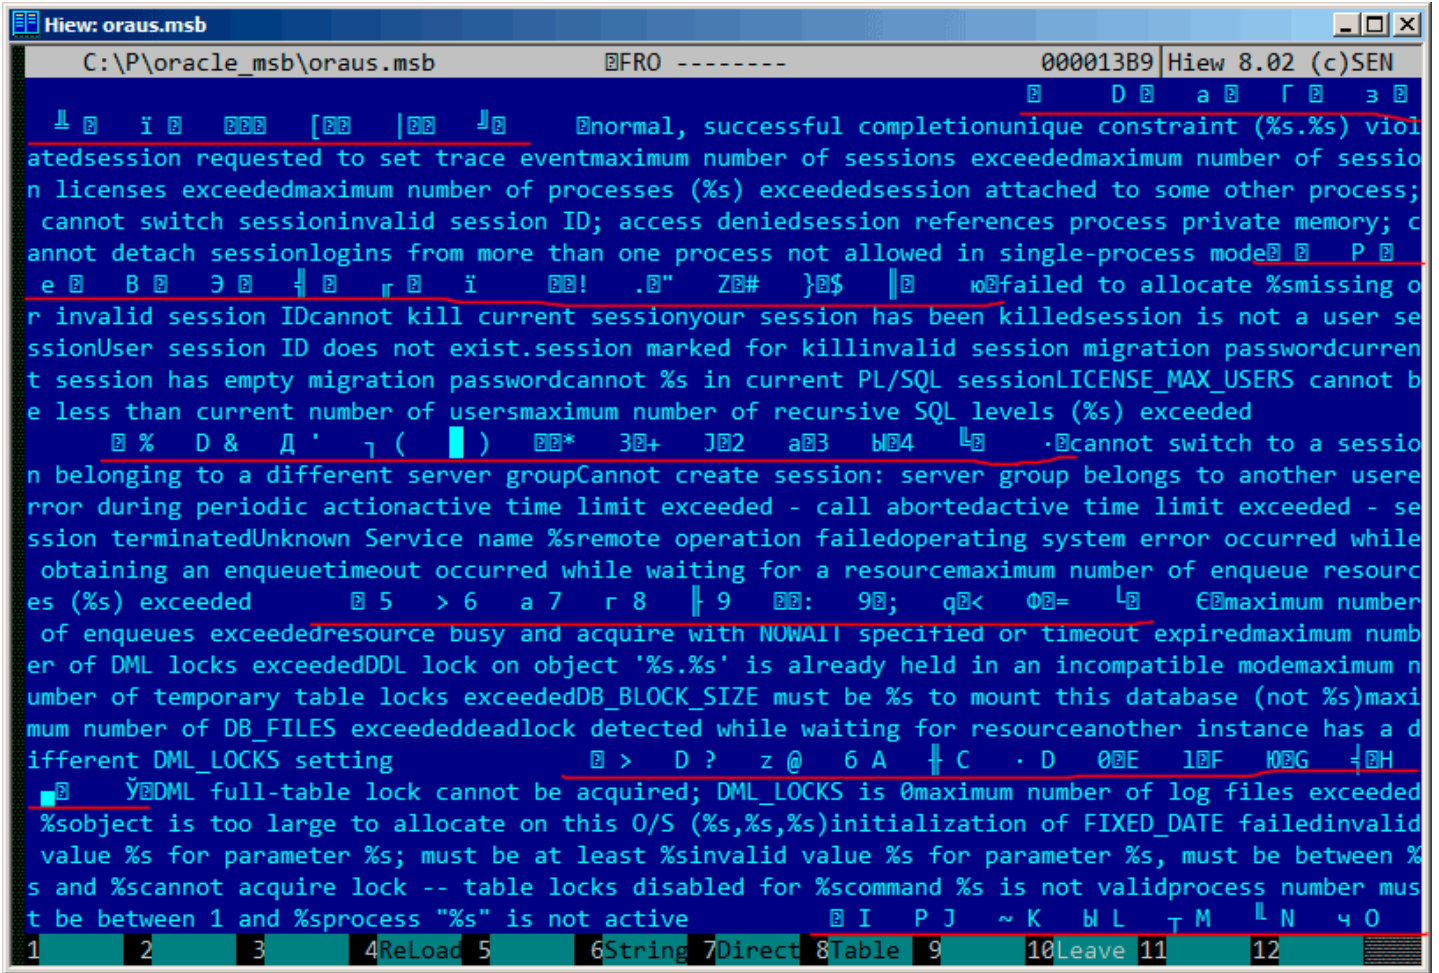 Hiew: oraus.msb
C:\P\oracle_msb\oraus.msb FRO -------- 000013B9 Hiew 8.02 (c)SEN
D а Г з
╨ ï [ | ╜ normal, successful completionunique constraint (%s.%s) viol
atedsession requested to set trace eventmaximum number of sessions exceededmaximum number of sessio
n licenses exceededmaximum number of processes (%s) exceededsession attached to some other process;
cannot switch sessioninvalid session ID; access deniedsession references process private memory; c
annot detach sessionlogins from more than one process not allowed in single-process mode P
e B Э ╣ ╓ ï ! . " Z # } $ ║ ю failed to allocate %smissing o
r invalid session IDcannot kill current sessionyour session has been killedsession is not a user se
ssionUser session ID does not exist.session marked for killinvalid session migration passwordcurren
t session has empty migration passwordcannot %s in current PL/SQL sessionLICENSE_MAX_USERS cannot b
e less than current number of usersmaximum number of recursive SQL levels (%s) exceeded
% D & Д ' ┐ ( █ ) * 3 + J 2 a 3 Ы 4 ╚ · cannot switch to a sessio
n belonging to a different server groupCannot create session: server group belongs to another usere
rror during periodic actionactive time limit exceeded - call abortedactive time limit exceeded - se
ssion terminatedUnknown Service name %sremote operation failedoperating system error occurred while
obtaining an enqueuetimeout occurred while waiting for a resourcemaximum number of enqueue resourc
es (%s) exceeded 5 > 6 a 7 г 8 ╟ 9 : 9 ; q < Ф = └ Є maximum number
of enqueues exceededresource busy and acquire with NOWAIT specified or timeout expiredmaximum numb
er of DML locks exceededDDL lock on object '%s.%s' is already held in an incompatible modemaximum n
umber of temporary table locks exceededDB_BLOCK_SIZE must be %s to mount this database (not %s)maxi
mum number of DB_FILES exceededdeadlock detected while waiting for resourceanother instance has a d
ifferent DML_LOCKS setting > D ? z @ б A ╫ C · D 0 E l F Ю G ╡ H
▄ Ў DML full-table lock cannot be acquired; DML_LOCKS is 0maximum number of log files exceeded
%sobject is too large to allocate on this O/S (%s,%s,%s)initialization of FIXED_DATE failedinvalid
value %s for parameter %s; must be at least %sinvalid value %s for parameter %s, must be between %
s and %scannot acquire lock -- table locks disabled for %scommand %s is not validprocess number mus
t be between 1 and %sprocess "%s" is not active I P J ~ K Ы L ┬ M ╙ N ч O
1 2 3 4ReLoad 5 6String 7Direct 8Table 9 10Leave 11 12